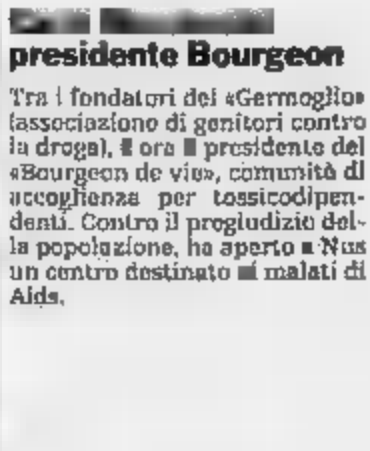 presidente Bourgeon
Tra i fondatori del «Germoglio»
(associazione di genitori contro
la droga), è ora il presidente del
«Bourgeon de vie», comunità di
accoglienza per tossicodipen-
denti. Contro il pregiudizio del-
la popolazione, ha aperto a Nus
un centro destinato ai malati di
Aids.